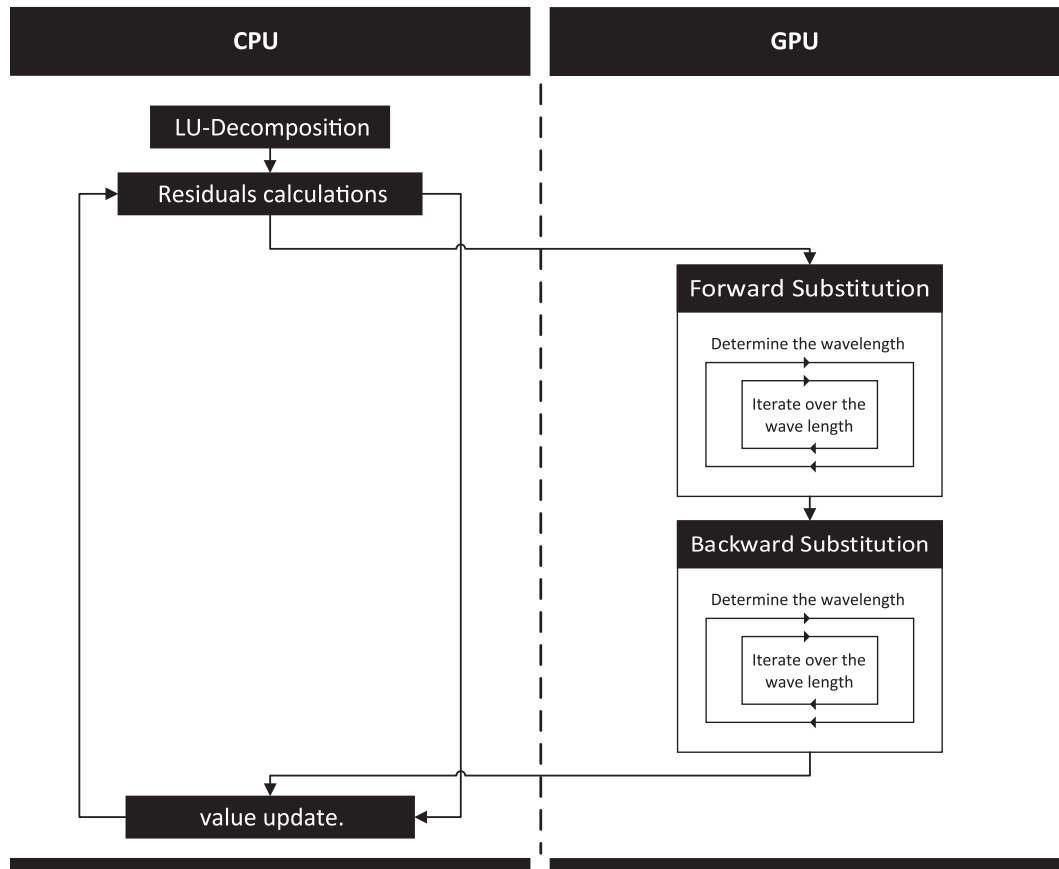 CPU
GPU
LU-Decomposition
Residuals calculations
Forward Substitution
Determine the wavelength
Iterate over the
wave length
Backward Substitution
Determine the wavelength
Iterate over the
wave length
value update.